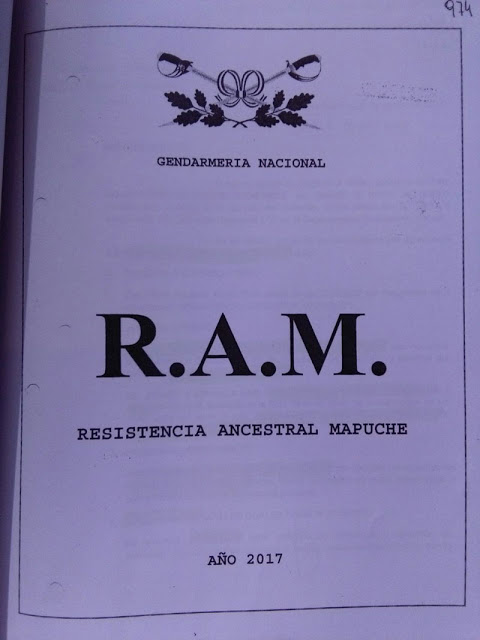 974
GENDARMERIA NACIONAL
R.A.M.
RESISTENCIA ANCESTRAL MAPUCHE
AÑO 2017